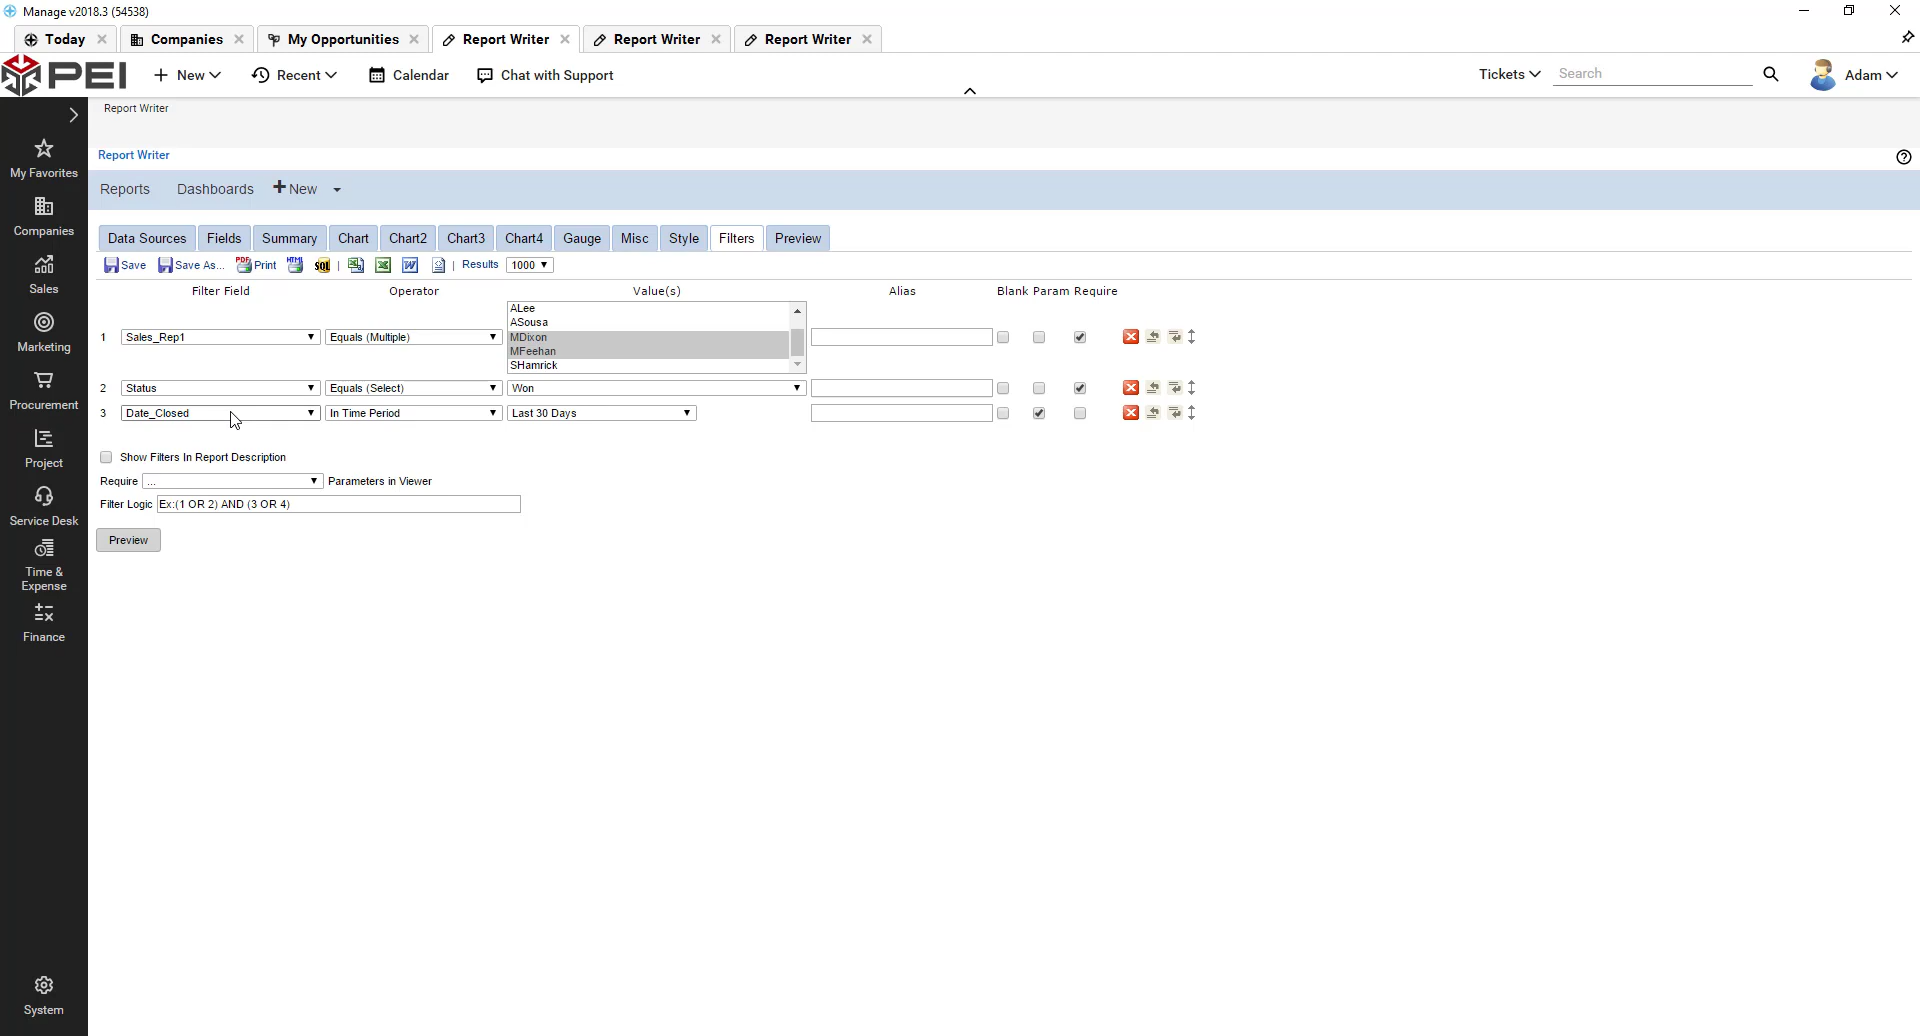 Manage v2018.3 (54538)
Today
Companies
My Opportunities
Report Writer
Report Writer
Report Writer
PEI
New
Recent
Calendar
Chat with Support
Tickets
Search
Adam
Report Writer
Report Writer
Reports
Dashboards
New
Data Sources
Fields
Summary
Chart
Chart2
Chart3
Chart4
Gauge
Misc
Style
Filters
Preview
Save
Save As...
PDF
Print
HTML
SQL
Results
1000
Filter Field
Operator
Value(s)
Alias
Blank Param Require
1
Sales_Rep1
Equals (Multiple)
ALee
ASousa
MDixon
MFeehan
SHamrick
2
Status
Equals (Select)
Won
3
Date_Closed
In Time Period
Last 30 Days
Show Filters In Report Description
Require
...
Parameters in Viewer
Filter Logic
Ex:(1 OR 2) AND (3 OR 4)
Preview
My Favorites
Companies
Sales
Marketing
Procurement
Project
Service Desk
Time &
Expense
Finance
System